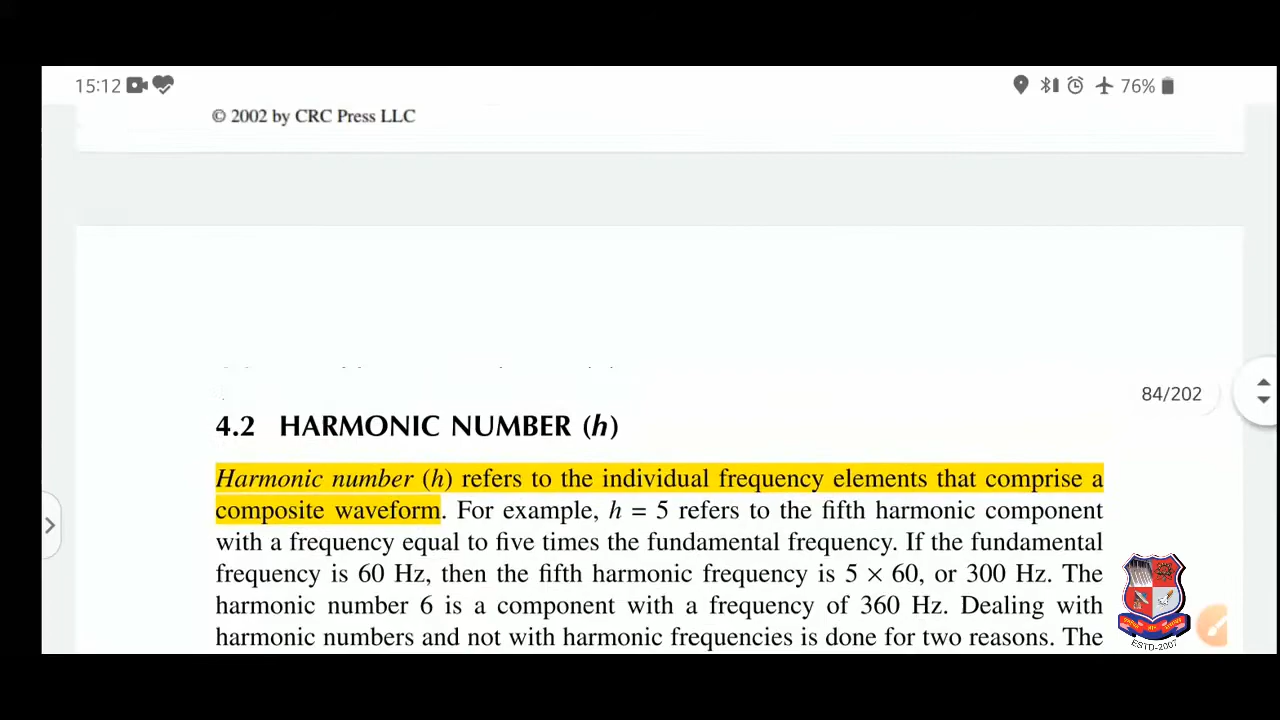 15:12
76%
© 2002 by CRC Press LLC
84/202
4.2 HARMONIC NUMBER (h)
Harmonic number (h) refers to the individual frequency elements that comprise a
composite waveform. For example, h = 5 refers to the fifth harmonic component
with a frequency equal to five times the fundamental frequency. If the fundamental
frequency is 60 Hz, then the fifth harmonic frequency is 5 × 60, or 300 Hz. The
harmonic number 6 is a component with a frequency of 360 Hz. Dealing with
harmonic numbers and not with harmonic frequencies is done for two reasons. The
ESTD-2007